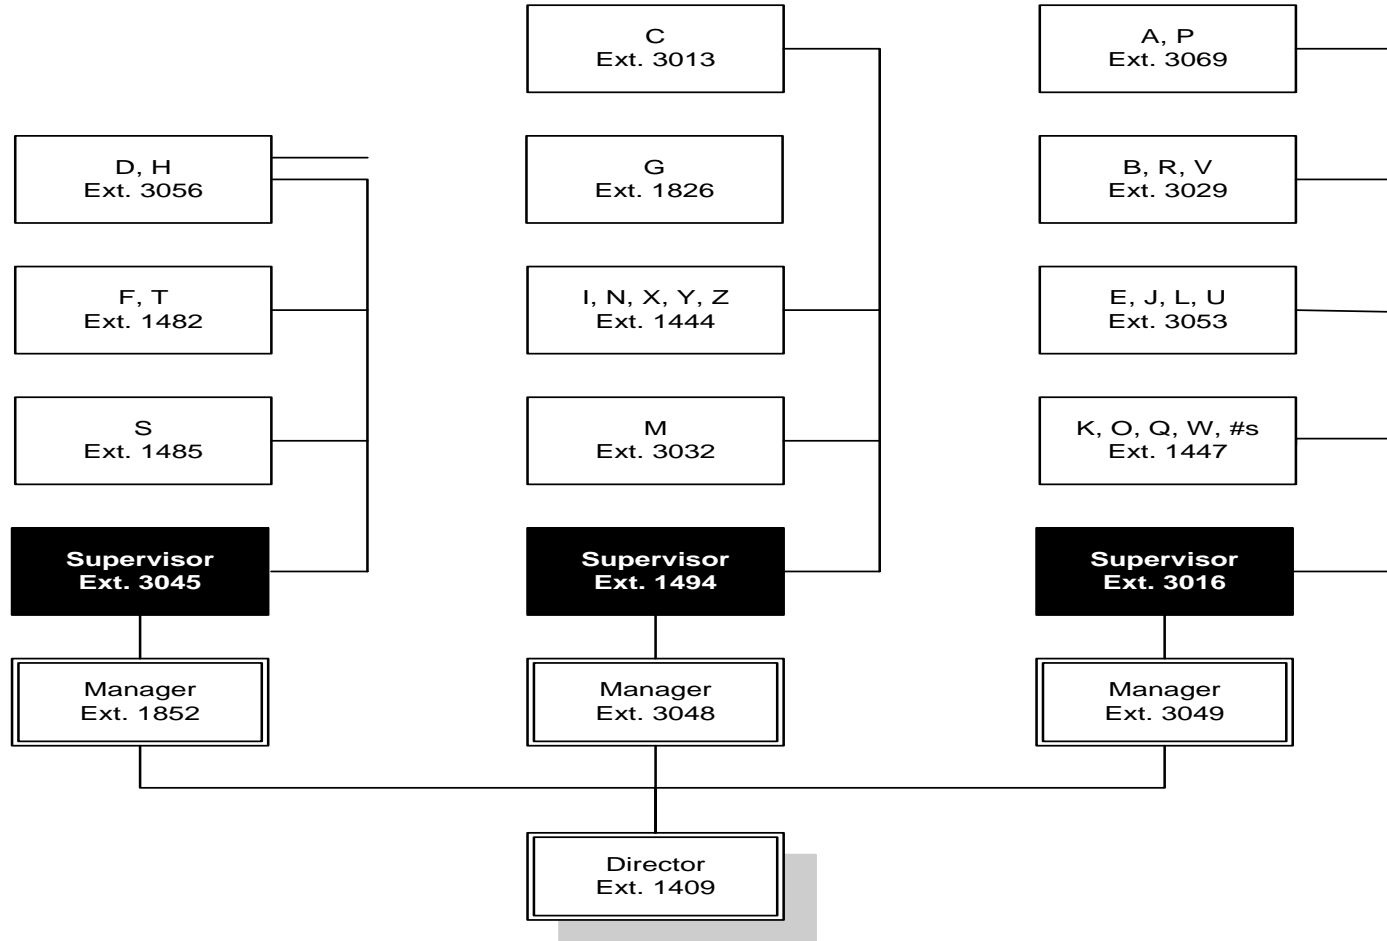 C
Ext. 3013
A, P
Ext. 3069
D, H
Ext. 3056
G
Ext. 1826
B, R, V
Ext. 3029
F, T
Ext. 1482
I, N, X, Y, Z
Ext. 1444
E, J, L, U
Ext. 3053
S
Ext. 1485
M
Ext. 3032
K, O, Q, W, #s
Ext. 1447
Supervisor
Ext. 3045
Supervisor
Ext. 1494
Supervisor
Ext. 3016
Manager
Ext. 1852
Manager
Ext. 3048
Manager
Ext. 3049
Director
Ext. 1409